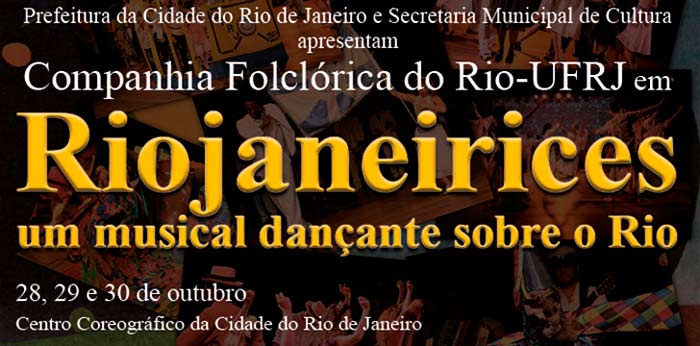 Prefeitura da Cidade do Rio de Janeiro e Secretaria Municipal de Cultura
apresentam
Companhia Folclórica do Rio-UFRJ em
Riojaneirices
um musical dançante sobre o Rio
28, 29 e 30 de outubro
Centro Coreográfico da Cidade do Rio de Janeiro